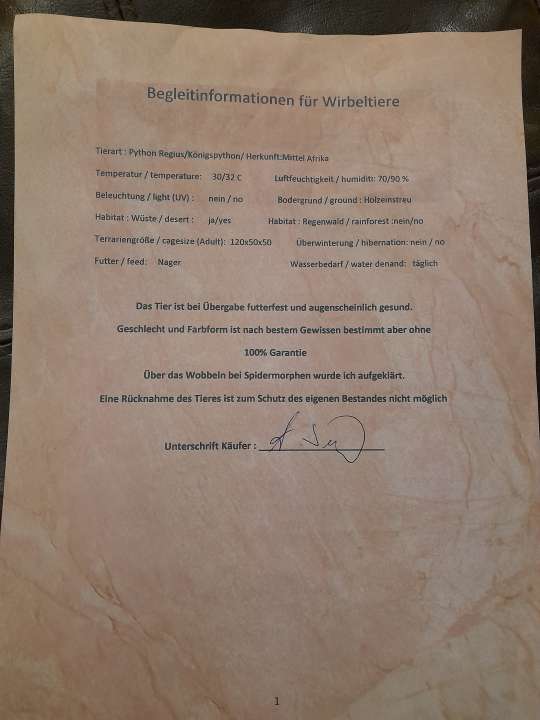 Begleitinformationen für Wirbeltiere
Tierart : Python Regius/Königspython/ Herkunft:Mittel Afrika
Temperatur / temperature: 30/32 C Luftfeuchtigkeit / humiditi: 70/90 %
Beleuchtung / light (UV) : nein / no Bodergrund / ground : Holzeinstreu
Habitat : Wüste / desert : ja/yes Habitat : Regenwald / rainforest :nein/no
Terrariengröße / cagesize (Adult): 120x50x50 Überwinterung / hibernation: nein / no
Futter / feed: Nager Wasserbedarf / water denand: täglich
Das Tier ist bei Übergabe futterfest und augenscheinlich gesund.
Geschlecht und Farbform ist nach bestem Gewissen bestimmt aber ohne
100% Garantie
Über das Wobbeln bei Spidermorphen wurde ich aufgeklärt.
Eine Rücknahme des Tieres ist zum Schutz des eigenen Bestandes nicht möglich
Unterschrift Käufer :
1